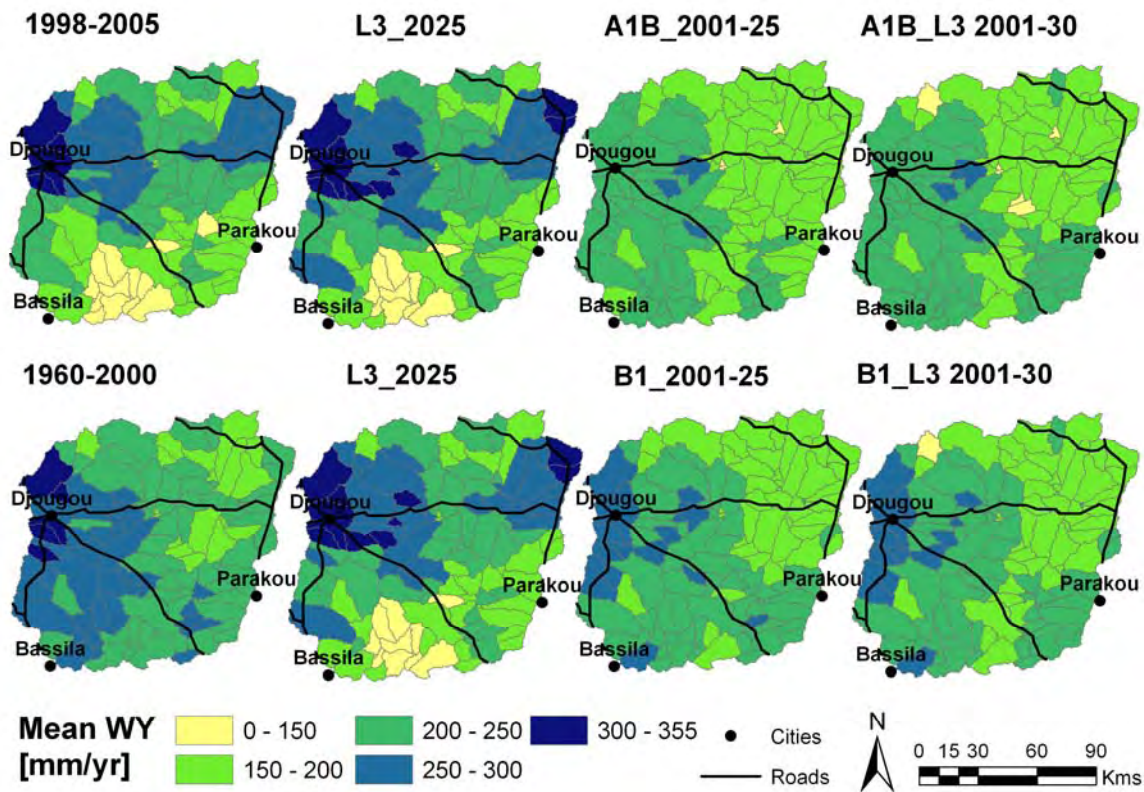 1998-2005 L3_2025 A1B_2001-25 A1B_L3 2001-30
Djougou Djougou Djougou Djougou
Parakou Parakou Parakou Parakou
Bassila Bassila Bassila Bassila
1960-2000 L3_2025 B1_2001-25 B1_L3 2001-30
Djougou Djougou Djougou Djougou
Parakou Parakou Parakou Parakou
Bassila Bassila Bassila Bassila
Mean WY
[mm/yr]
0 - 150 200 - 250 300 - 355
150 - 200 250 - 300
Cities
Roads
N
0 15 30 60 90
Kms